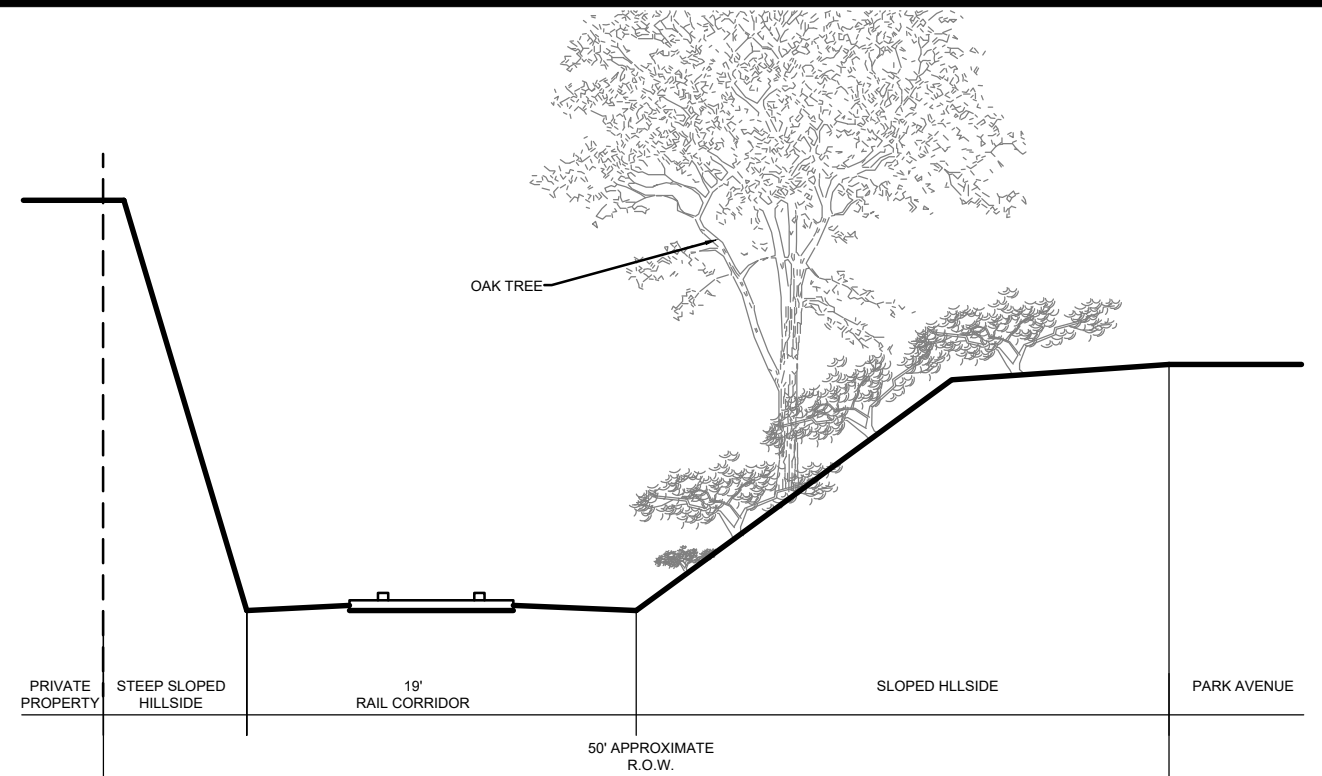 OAK TREE
PRIVATE
PROPERTY
STEEP SLOPED
HILLSIDE
19'
RAIL CORRIDOR
SLOPED HLLSIDE
PARK AVENUE
50' APPROXIMATE
R.O.W.